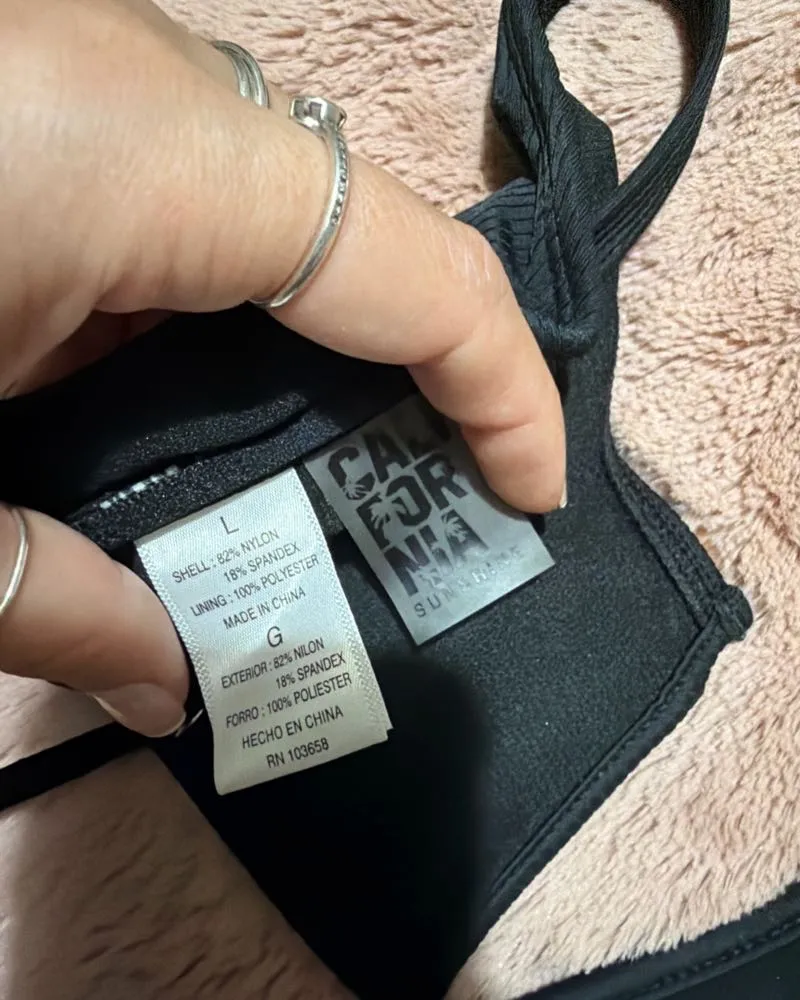 L
SHELL : 82% NYLON
18% SPANDEX
LINING : 100% POLYESTER
MADE IN CHINA
G
EXTERIOR : 82% NILON
18% SPANDEX
FORRO : 100% POLIESTER
HECHO EN CHINA
RN 103658
CALI
FOR
NIA
SUNSHINE